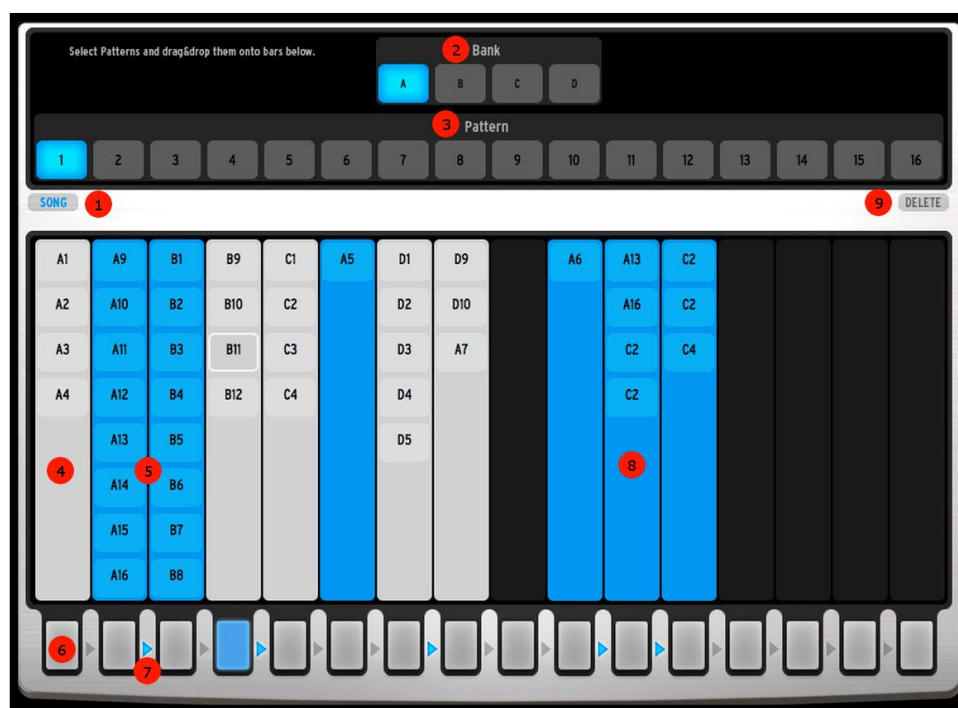 Select Patterns and drag&drop them onto bars below.
2 Bank
A B C D
3 Pattern
1 2 3 4 5 6 7 8 9 10 11 12 13 14 15 16
SONG 1 9 DELETE
A1 A9 B1 B9 C1 A5 D1 D9 A6 A13 C2
A2 A10 B2 B10 C2 D2 D10 A16 C2
A3 A11 B3 B11 C3 D3 A7 C2 C4
A4 A12 B4 B12 C4 D4 C2
A13 B5 D5
4 5 8
A14 B6
A15 B7
A16 B8
6
7